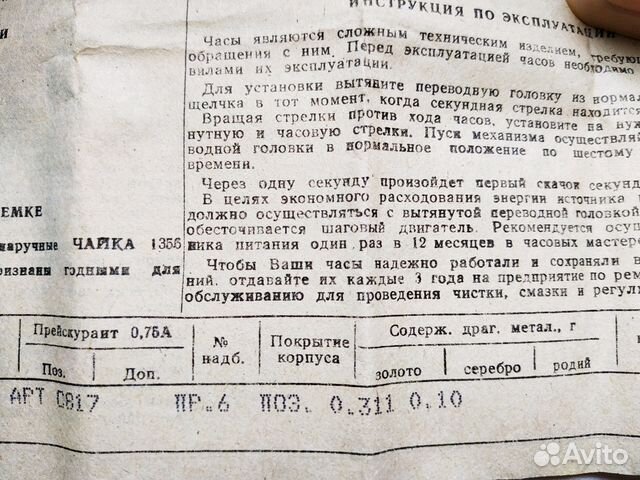 ИНСТРУКЦИЯ ПО ЭКСПЛУАТАЦИИ
Часы являются сложным техническим изделием, требую
обращения с ним. Перед эксплуатацией часов необходимо
вилами их эксплуатации.
Для установки вытяните переводную головку из нормал
щелчка в тот момент, когда секундная стрелка находится
Вращая стрелки против хода часов, установите на нуж
нутную и часовую стрелки. Пуск механизма осуществляй
водной головки в нормальное положение по шестому
времени.
Через одну секунду произойдет первый скачок секунд
В целях экономного расходования энергии источника
должно осуществляться с вытянутой переводной головкой
обесточивается шаговый двигатель. Рекомендуется осущ
ника питания один раз в 12 месяцев в часовых мастер
Чтобы Ваши часы надежно работали и сохраняли в
ний, отдавайте их каждые 3 года на предприятие по рем
обслуживанию для проведения чистки, смазки и регул
и
ЕМКЕ
наручные ЧАЙКА 1356
ризнаны годными для
Прейскурант 0,75А
Поз.
Доп.
№
надб.
Покрытие
корпуса
Содерж. драг. метал., г
золото
серебро
родий
АРТ С817 ПР.6 ПОЗ. 0.311 0.10
Avito